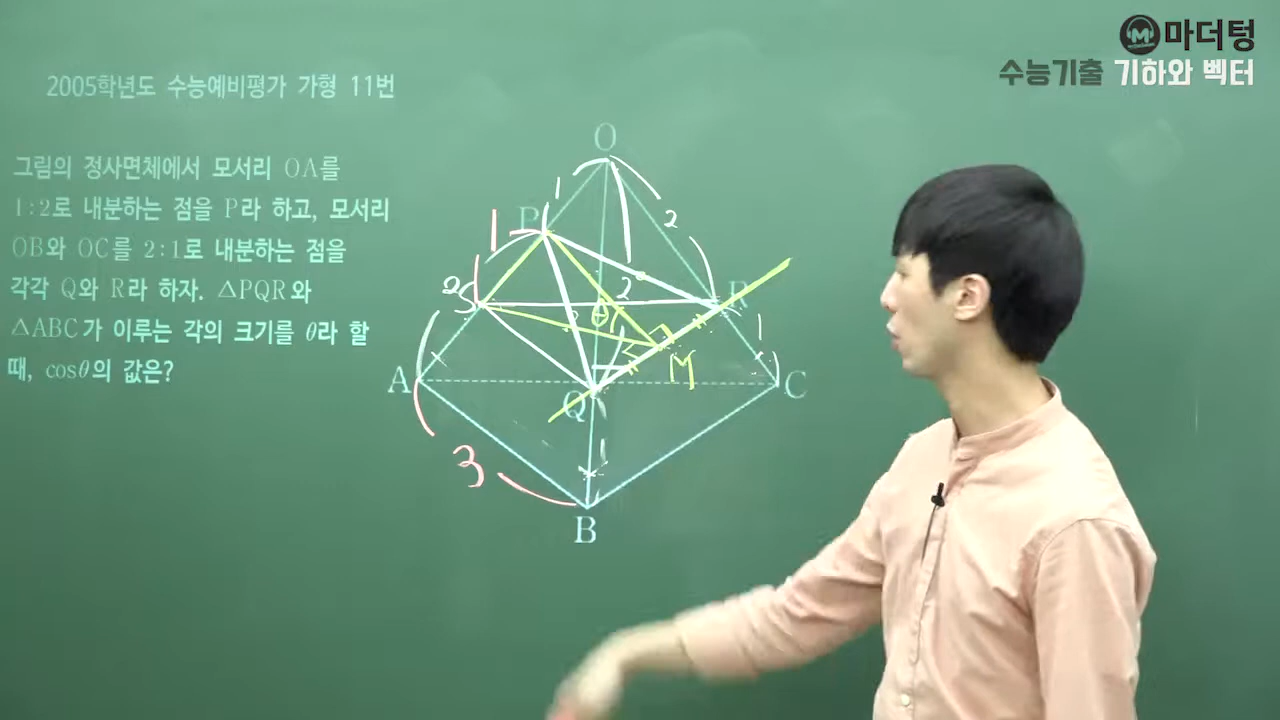 마더텅
수능기출 기하와 벡터
2005학년도 수능예비평가 가형 11번
그림의 정사면체에서 모서리 OA를
1:2로 내분하는 점을 P라 하고, 모서리
OB와 OC를 2:1로 내분하는 점을
각각 Q와 R라 하자. △PQR와
△ABC가 이루는 각의 크기를 θ라 할
때, cosθ의 값은?
O
1
2
1
P
2
S
2
θ
R
1
M
A
C
Q
1
3
B